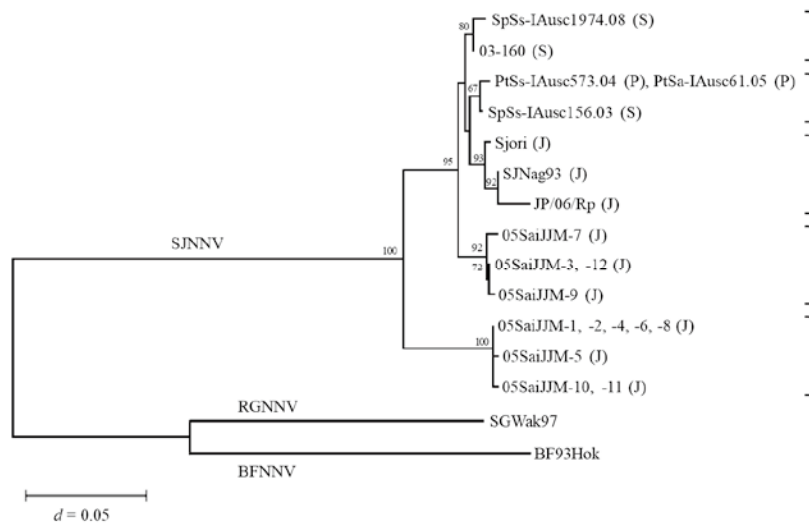 80
SpSs-IAusc1974.08 (S)
03-160 (S)
67
PtSs-IAusc573.04 (P), PtSa-IAusc61.05 (P)
SpSs-IAusc156.03 (S)
93
Sjori (J)
95
92
SJNag93 (J)
JP/06/Rp (J)
SJNNV
100
92
05SaiJJM-7 (J)
72
05SaiJJM-3, -12 (J)
05SaiJJM-9 (J)
05SaiJJM-1, -2, -4, -6, -8 (J)
100
05SaiJJM-5 (J)
05SaiJJM-10, -11 (J)
RGNNV
SGWak97
BFNNV
BF93Hok
d = 0.05